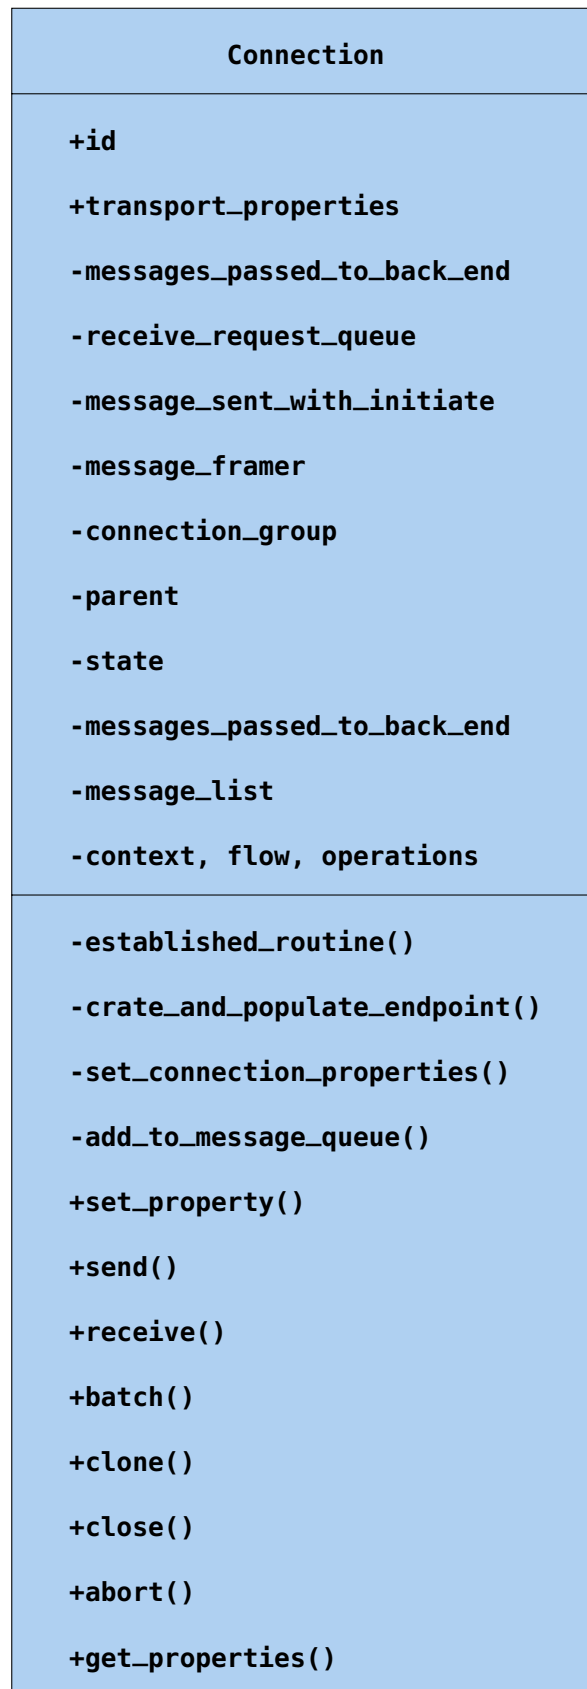 Connection
+id
+transport_properties
-messages_passed_to_back_end
-receive_request_queue
-message_sent_with_initiate
-message_framer
-connection_group
-parent
-state
-messages_passed_to_back_end
-message_list
-context, flow, operations
-established_routine()
-crate_and_populate_endpoint()
-set_connection_properties()
-add_to_message_queue()
+set_property()
+send()
+receive()
+batch()
+clone()
+close()
+abort()
+get_properties()